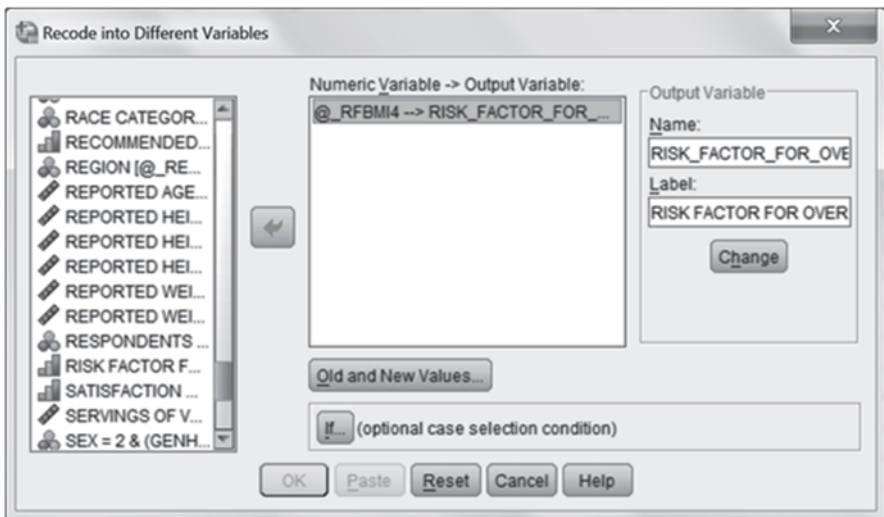 Recode into Different Variables
RACE CATEGOR...
RECOMMENDED...
REGION [@_RE...
REPORTED AGE...
REPORTED HEI...
REPORTED HEI...
REPORTED HEI...
REPORTED WEI...
REPORTED WEI...
RESPONDENTS ...
RISK FACTOR F...
SATISFACTION ...
SERVINGS OF V...
SEX = 2 & (GENH...
Numeric Variable -> Output Variable:
@_RFBMI4 --> RISK_FACTOR_FOR_...
Output Variable
Name:
RISK_FACTOR_FOR_OVE
Label:
RISK FACTOR FOR OVER
Change
Old and New Values...
If... (optional case selection condition)
OK Paste Reset Cancel Help